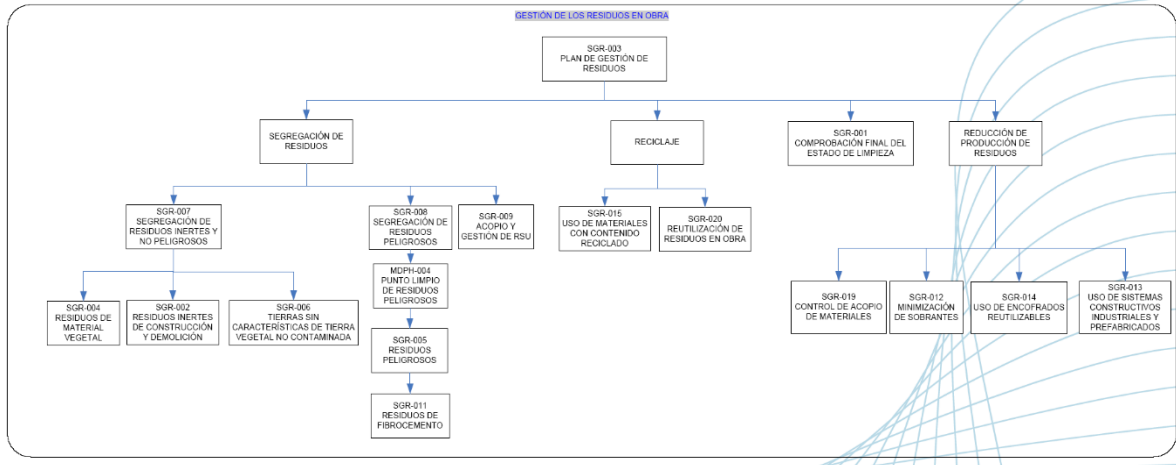 GESTIÓN DE LOS RESIDUOS EN OBRA
SGR-003
PLAN DE GESTIÓN DE
RESIDUOS
SEGREGACIÓN DE
RESIDUOS
RECICLAJE
SGR-001
COMPROBACIÓN FINAL DEL
ESTADO DE LIMPIEZA
REDUCCIÓN DE
PRODUCCIÓN DE
RESIDUOS
SGR-007
SEGREGACIÓN DE
RESIDUOS INERTES Y
NO PELIGROSOS
SGR-008
SEGREGACIÓN DE
RESIDUOS
PELIGROSOS
SGR-009
ACOPIO Y
GESTIÓN DE RSU
SGR-015
USO DE MATERIALES
CON CONTENIDO
RECICLADO
SGR-020
REUTILIZACIÓN DE
RESIDUOS EN OBRA
MDPH-004
PUNTO LIMPIO
DE RESIDUOS
PELIGROSOS
SGR-004
RESIDUOS DE
MATERIAL
VEGETAL
SGR-002
RESIDUOS INERTES
DE CONSTRUCCIÓN
Y DEMOLICIÓN
SGR-006
TIERRAS SIN
CARACTERÍSTICAS DE TIERRA
VEGETAL NO CONTAMINADA
SGR-005
RESIDUOS
PELIGROSOS
SGR-011
RESIDUOS DE
FIBROCEMENTO
SGR-019
CONTROL DE ACOPIO
DE MATERIALES
SGR-012
MINIMIZACIÓN
DE SOBRANTES
SGR-014
USO DE ENCOFRADOS
REUTILIZABLES
SGR-013
USO DE SISTEMAS
CONSTRUCTIVOS
INDUSTRIALES Y
PREFABRICADOS